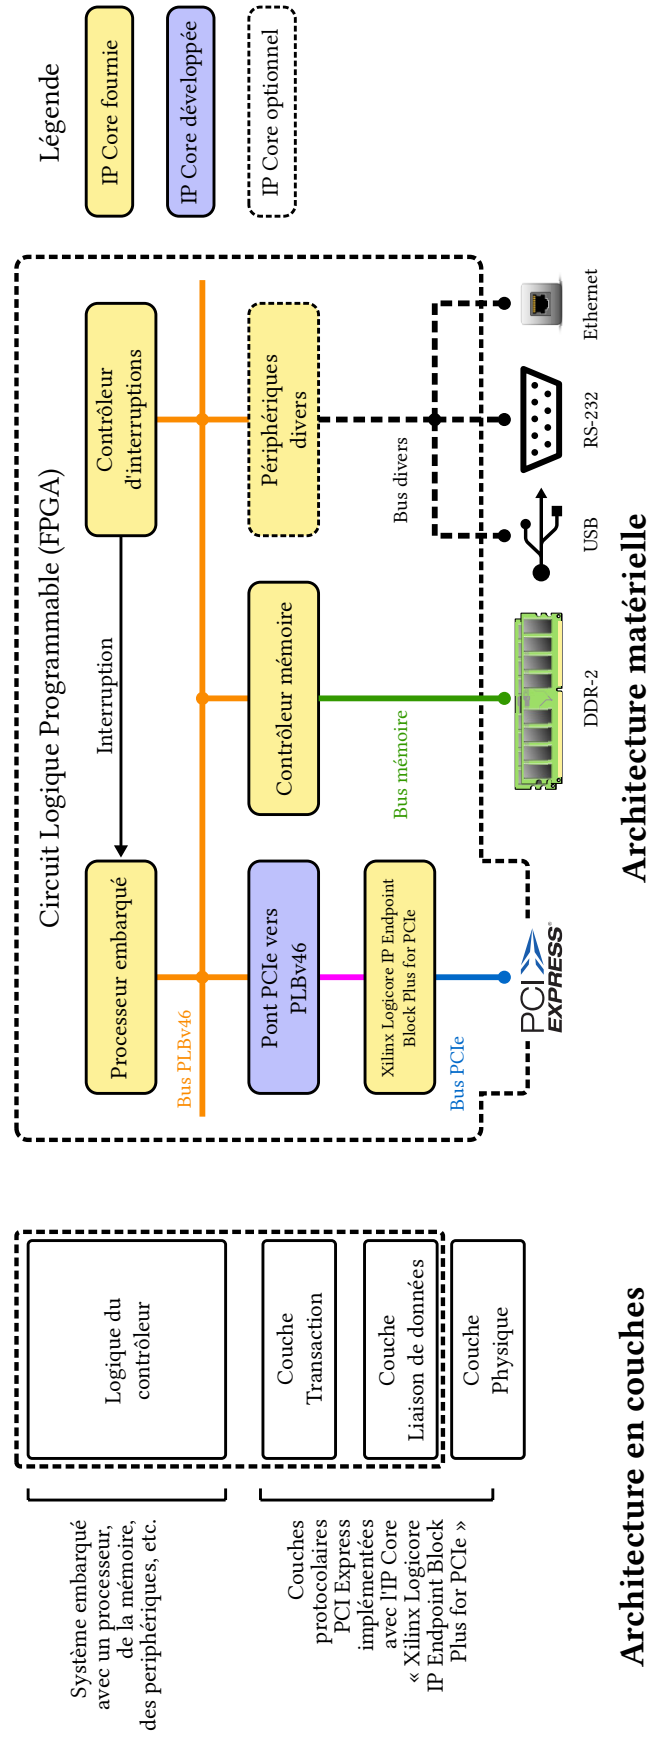 Système embarqué
avec un processeur,
de la mémoire,
des periphériques, etc.
Couches
protocolaires
PCI Express
implémentées
avec l'IP Core
« Xilinx Logicore
IP Endpoint Block
Plus for PCIe »
Logique du
contrôleur
Couche
Transaction
Couche
Liaison de données
Couche
Physique
Architecture en couches
Circuit Logique Programmable (FPGA)
Processeur embarqué
Interruption
Contrôleur
d'interruptions
Bus PLBv46
Pont PCIe vers
PLBv46
Contrôleur mémoire
Périphériques
divers
Xilinx Logicore IP Endpoint
Block Plus for PCIe
Bus mémoire
Bus divers
Bus PCIe
PCI
EXPRESS®
DDR-2
USB
RS-232
Ethernet
Architecture matérielle
Légende
IP Core fournie
IP Core développée
IP Core optionnel